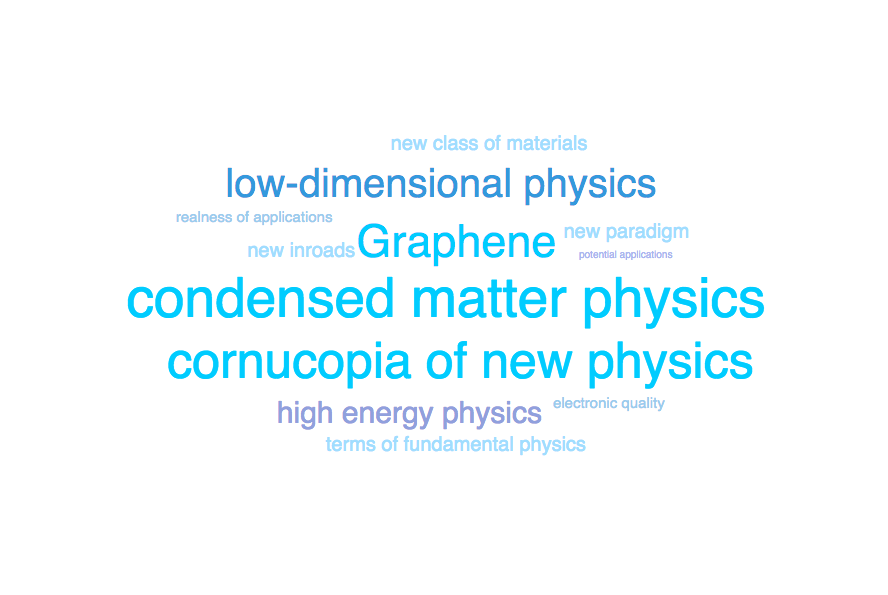 new class of materials
low-dimensional physics
realness of applications
new inroads Graphene new paradigm
potential applications
condensed matter physics
cornucopia of new physics
high energy physics electronic quality
terms of fundamental physics